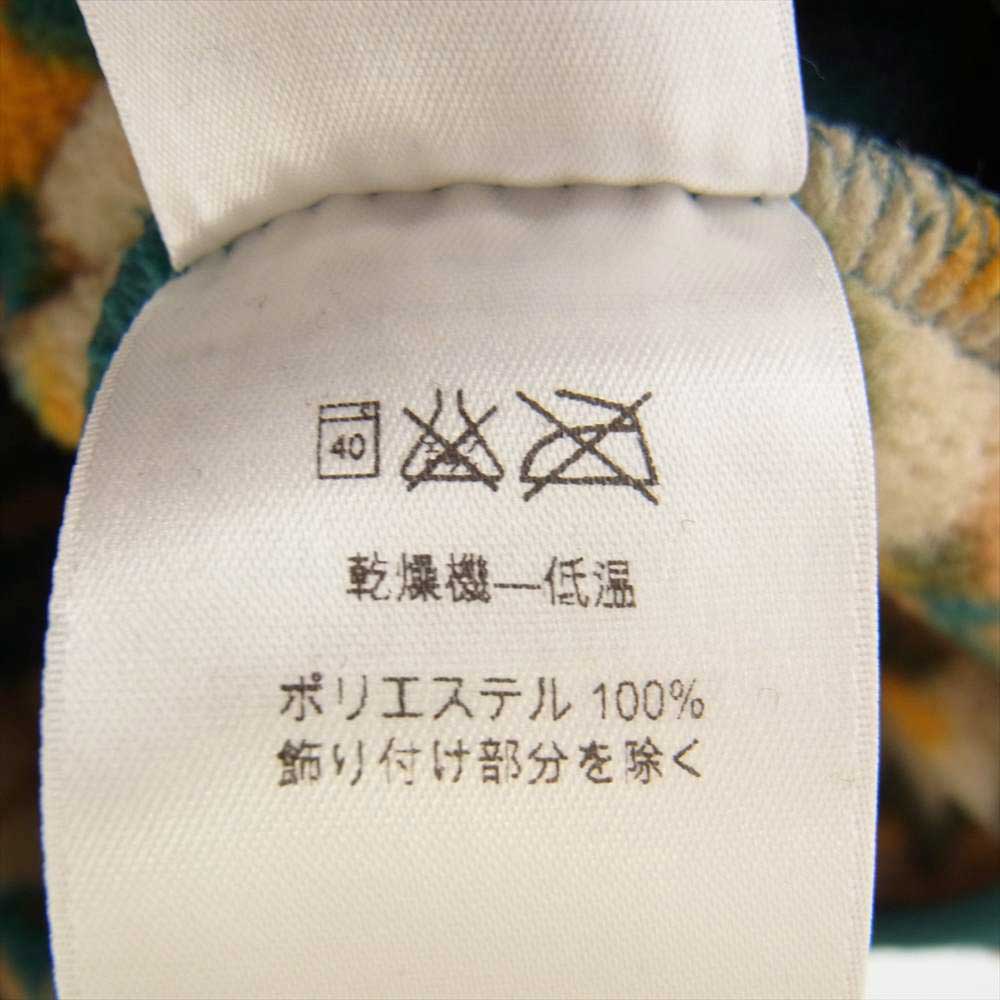 40
乾燥機—低温
ポリエステル 100%
飾り付け部分を除く